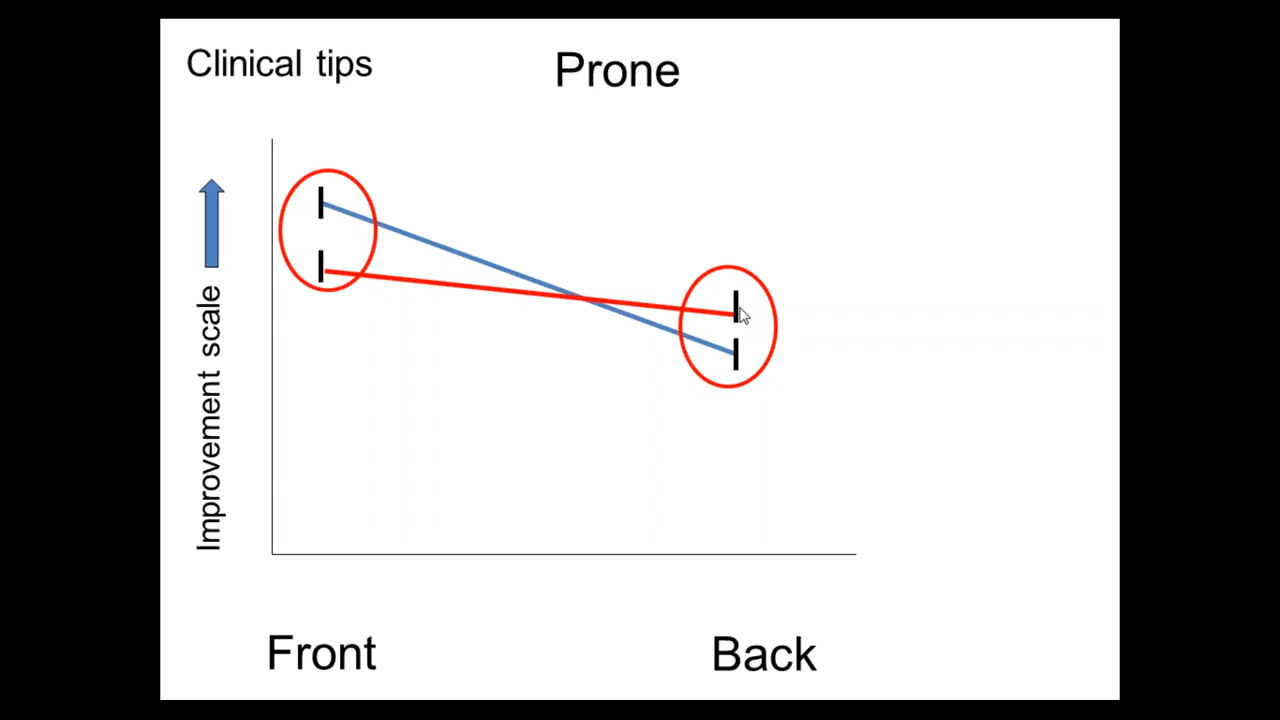 Clinical tips
Prone
Improvement scale
Front
Back